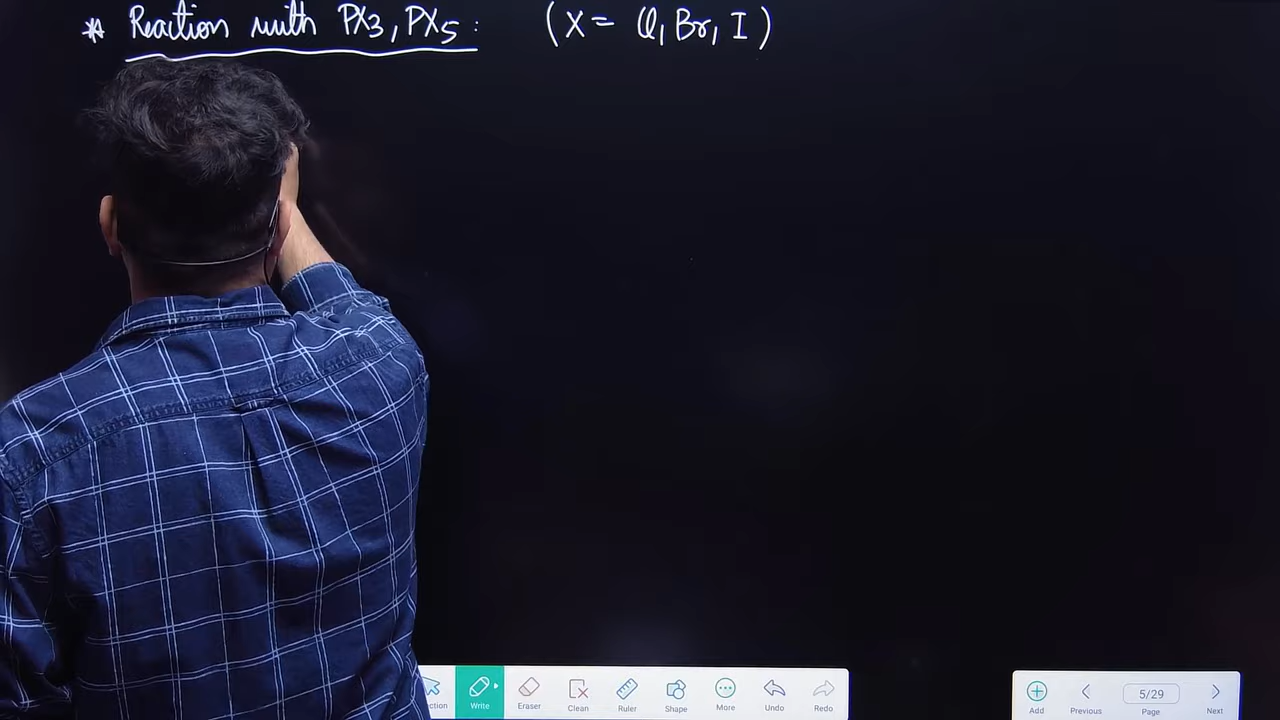 * Reaction with PX3, PX5 : (X = Cl, Br, I)
Write Eraser Clean Ruler Shape More Undo Redo
Add Previous 5/29 Page Next